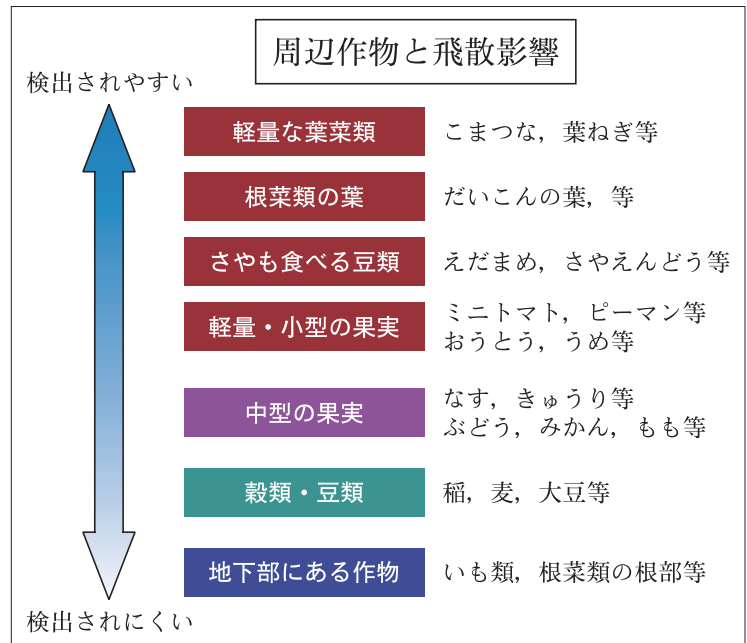 周辺作物と飛散影響
検出されやすい
軽量な葉菜類
こまつな，葉ねぎ等
根菜類の葉
だいこんの葉，等
さやも食べる豆類
えだまめ，さやえんどう等
軽量・小型の果実
ミニトマト，ピーマン等
おうとう，うめ等
中型の果実
なす，きゅうり等
ぶどう，みかん，もも等
穀類・豆類
稲，麦，大豆等
地下部にある作物
いも類，根菜類の根部等
検出されにくい